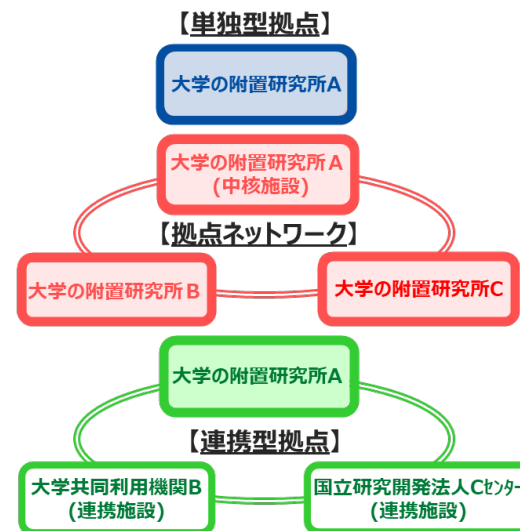 【単独型拠点】
大学の附置研究所A
大学の附置研究所A
(中核施設)
【拠点ネットワーク】
大学の附置研究所B
大学の附置研究所C
大学の附置研究所A
【連携型拠点】
大学共同利用機関B
(連携施設)
国立研究開発法人Cセンター
(連携施設)